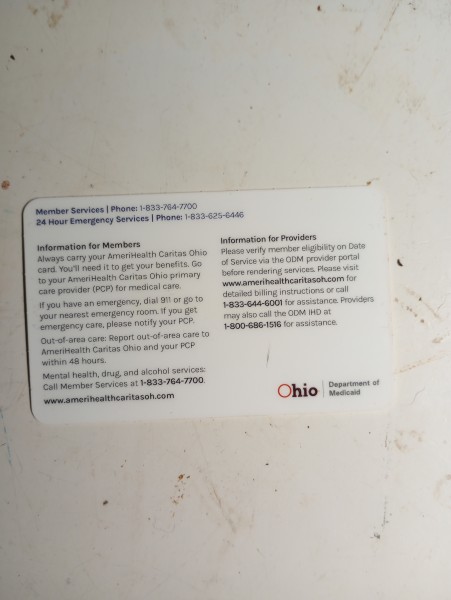 Member Services | Phone: 1-833-764-7700
24 Hour Emergency Services | Phone: 1-833-625-6446
Information for Members
Always carry your AmeriHealth Caritas Ohio
card. You'll need it to get your benefits. Go
to your AmeriHealth Caritas Ohio primary
care provider (PCP) for medical care.
If you have an emergency, dial 911 or go to
your nearest emergency room. If you get
emergency care, please notify your PCP.
Out-of-area care: Report out-of-area care to
AmeriHealth Caritas Ohio and your PCP
within 48 hours.
Mental health, drug, and alcohol services:
Call Member Services at 1-833-764-7700.
www.amerihealthcaritasoh.com
Information for Providers
Please verify member eligibility on Date
of Service via the ODM provider portal
before rendering services. Please visit
www.amerihealthcaritasoh.com for
detailed billing instructions or call
1-833-644-6001 for assistance. Providers
may also call the ODM IHD at
1-800-686-1516 for assistance.
Ohio | Department of
Medicaid